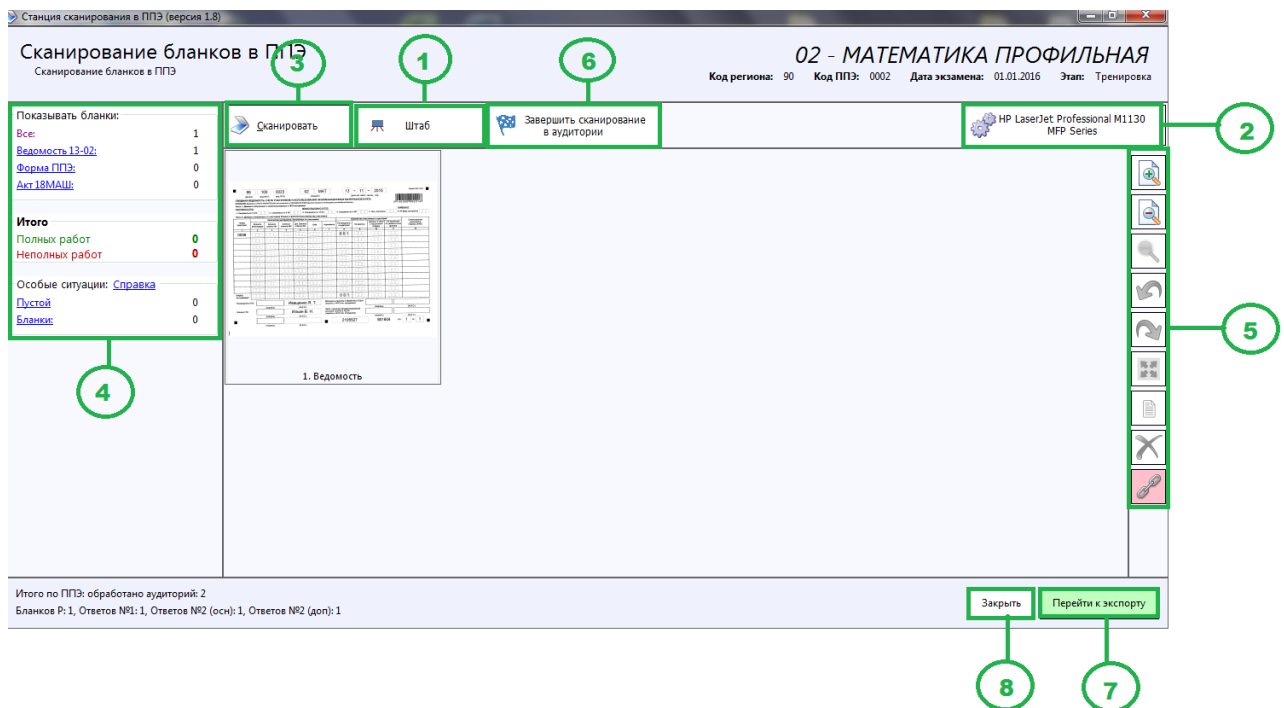 Станция сканирования в ППЭ (версия 1.8)
Сканирование бланков в ППЭ
Сканирование бланков в ППЭ
02 - МАТЕМАТИКА ПРОФИЛЬНАЯ
Код региона: 90 Код ППЭ: 0002 Дата экзамена: 01.01.2016 Этап: Тренировка
3
1
6
2
Показывать бланки:
Все: 1
Ведомость 13-02: 1
Форма ППЭ: 0
Акт 18МАШ: 0
Итого
Полных работ 0
Неполных работ 0
Особые ситуации: Справка
Пустой 0
Бланки: 0
4
Сканировать
Штаб
Завершить сканирование
в аудитории
HP LaserJet Professional M1130
MFP Series
1. Ведомость
5
Итого по ППЭ: обработано аудиторий: 2
Бланков Р: 1, Ответов №1: 1, Ответов №2 (осн): 1, Ответов №2 (доп): 1
Закрыть
Перейти к экспорту
8
7